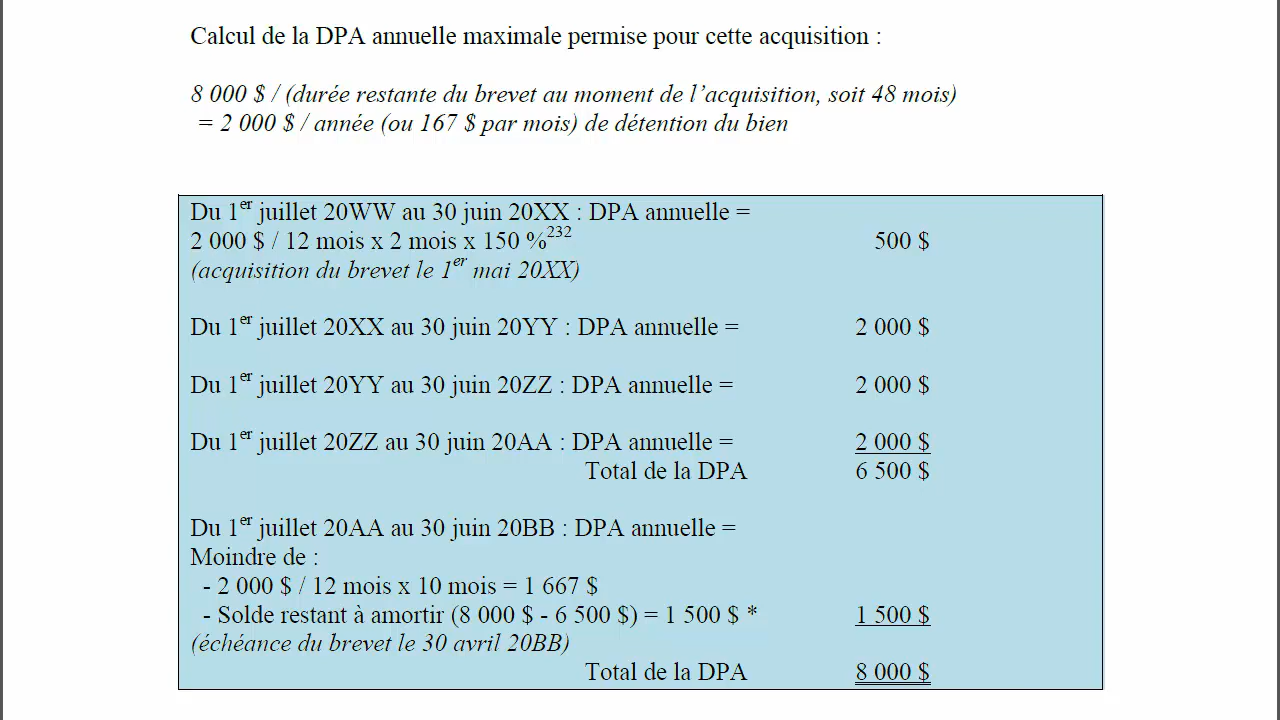 Calcul de la DPA annuelle maximale permise pour cette acquisition :
8 000 $ / (durée restante du brevet au moment de l'acquisition, soit 48 mois)
= 2 000 $ / année (ou 167 $ par mois) de détention du bien
Du 1er juillet 20WW au 30 juin 20XX : DPA annuelle =
2 000 $ / 12 mois x 2 mois x 150 %232 500 $
(acquisition du brevet le 1er mai 20XX)
Du 1er juillet 20XX au 30 juin 20YY : DPA annuelle = 2 000 $
Du 1er juillet 20YY au 30 juin 20ZZ : DPA annuelle = 2 000 $
Du 1er juillet 20ZZ au 30 juin 20AA : DPA annuelle = 2 000 $
Total de la DPA 6 500 $
Du 1er juillet 20AA au 30 juin 20BB : DPA annuelle =
Moindre de :
- 2 000 $ / 12 mois x 10 mois = 1 667 $
- Solde restant à amortir (8 000 $ - 6 500 $) = 1 500 $ * 1 500 $
(échéance du brevet le 30 avril 20BB)
Total de la DPA 8 000 $